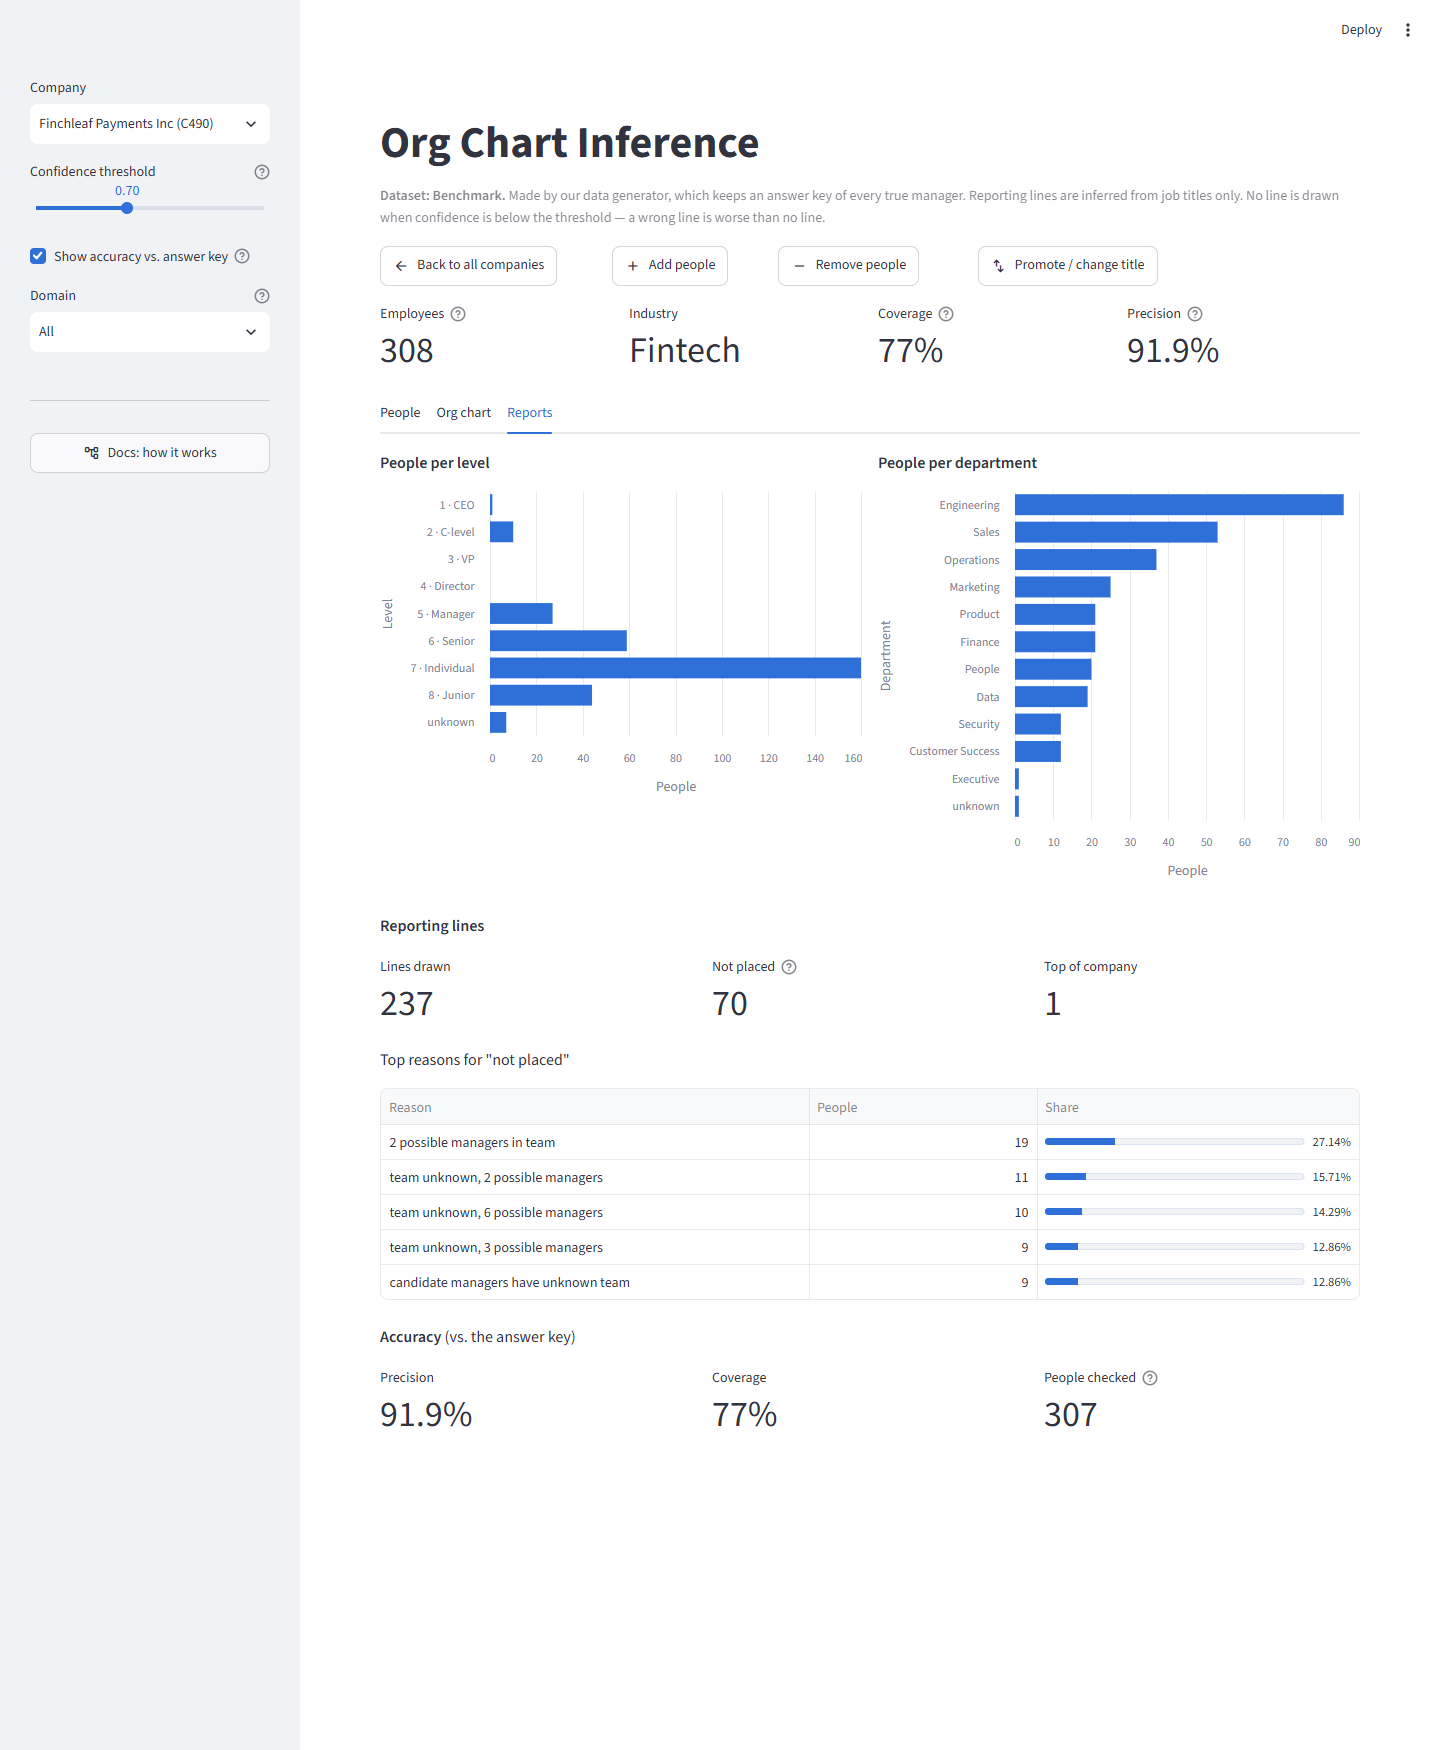 Deploy
Company
Finchleaf Payments Inc (C490)
Confidence threshold
0.70
Show accuracy vs. answer key
Domain
All
Docs: how it works
Org Chart Inference
Dataset: Benchmark. Made by our data generator, which keeps an answer key of every true manager. Reporting lines are inferred from job titles only. No line is drawn
when confidence is below the threshold — a wrong line is worse than no line.
Back to all companies
Add people
Remove people
Promote / change title
Employees
Industry
Coverage
Precision
308
Fintech
77%
91.9%
People
Org chart
Reports
People per level
Level
1 · CEO
2 · C-level
3 · VP
4 · Director
5 · Manager
6 · Senior
7 · Individual
8 · Junior
unknown
0 20 40 60 80 100 120 140 160
People
People per department
Department
Engineering
Sales
Operations
Marketing
Product
Finance
People
Data
Security
Customer Success
Executive
unknown
0 10 20 30 40 50 60 70 80 90
People
Reporting lines
Lines drawn
Not placed
Top of company
237
70
1
Top reasons for "not placed"
Reason People Share
2 possible managers in team 19 27.14%
team unknown, 2 possible managers 11 15.71%
team unknown, 6 possible managers 10 14.29%
team unknown, 3 possible managers 9 12.86%
candidate managers have unknown team 9 12.86%
Accuracy (vs. the answer key)
Precision
Coverage
People checked
91.9%
77%
307